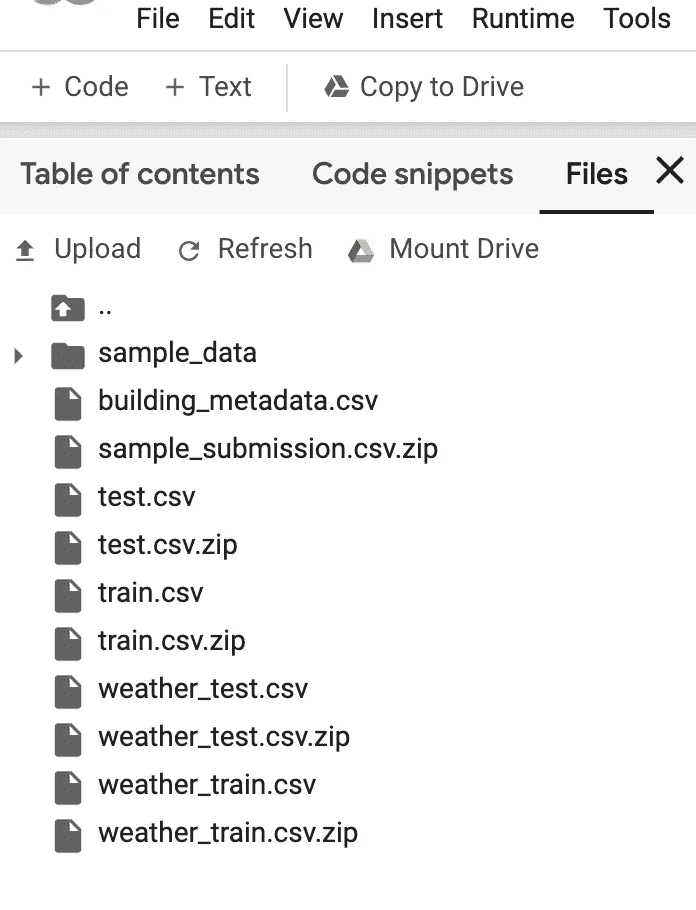 File Edit View Insert Runtime Tools
+ Code + Text Copy to Drive
Table of contents Code snippets Files
Upload Refresh Mount Drive
..
sample_data
building_metadata.csv
sample_submission.csv.zip
test.csv
test.csv.zip
train.csv
train.csv.zip
weather_test.csv
weather_test.csv.zip
weather_train.csv
weather_train.csv.zip